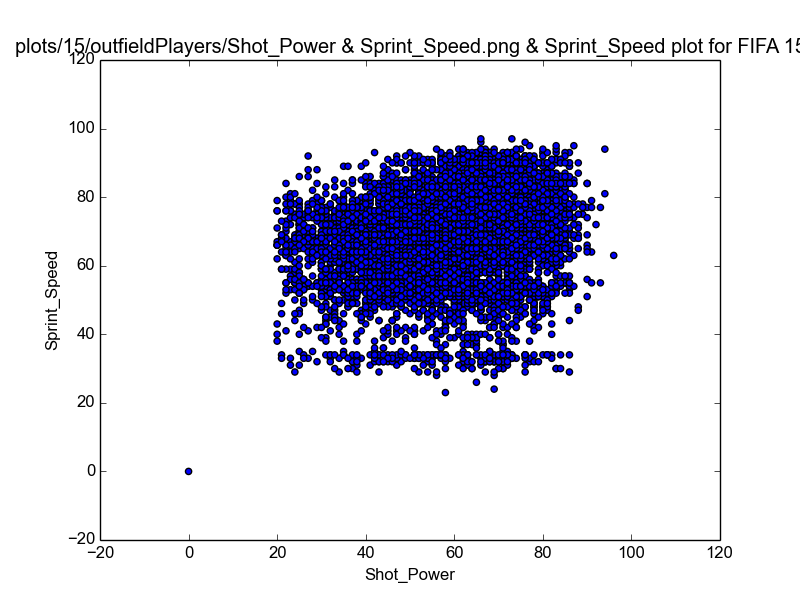 plots/15/outfieldPlayers/Shot_Power & Sprint_Speed.png & Sprint_Speed plot for FIFA 15
120
100
80
60
40
20
0
−20
Sprint_Speed
−20 0 20 40 60 80 100 120
Shot_Power